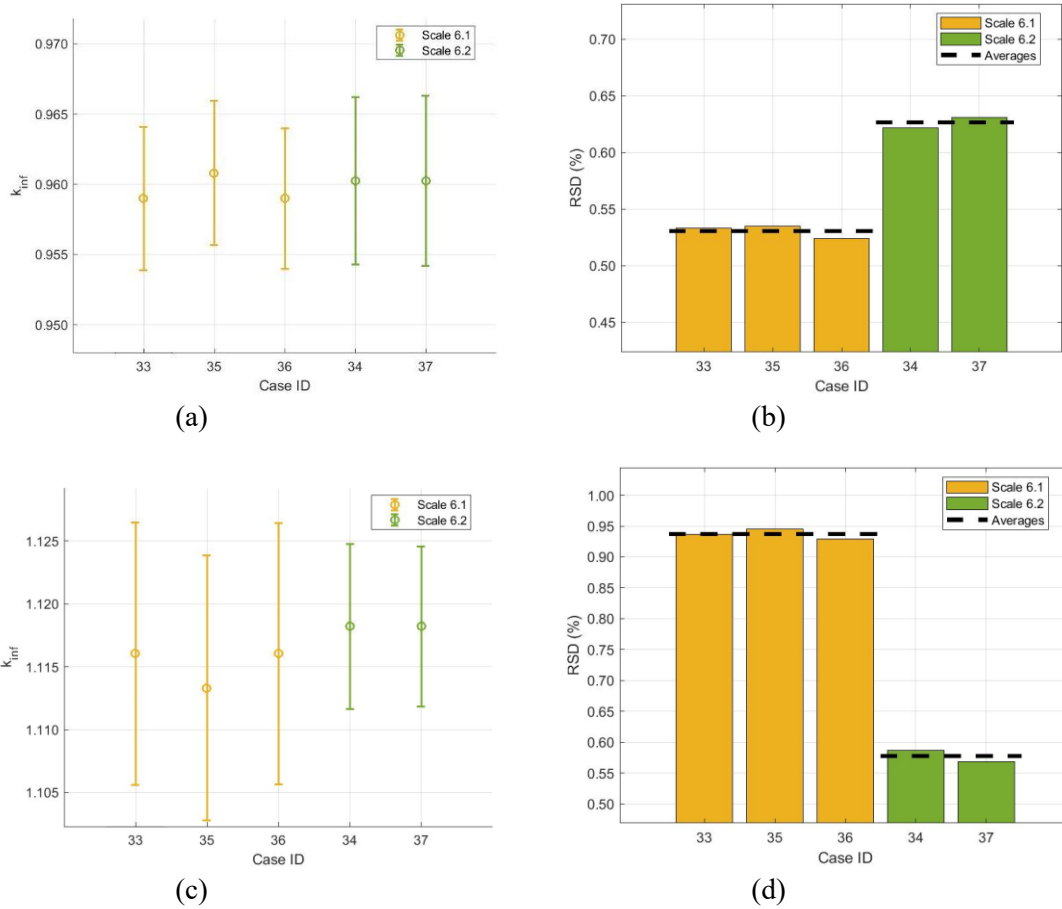 0.970
0.965
0.960
0.955
0.950
k_inf
Scale 6.1
Scale 6.2
33 35 36 34 37
Case ID
(a)
0.70
0.65
0.60
0.55
0.50
0.45
RSD (%)
Scale 6.1
Scale 6.2
Averages
33 35 36 34 37
Case ID
(b)
1.125
1.120
1.115
1.110
1.105
k_inf
Scale 6.1
Scale 6.2
33 35 36 34 37
Case ID
(c)
1.00
0.95
0.90
0.85
0.80
0.75
0.70
0.65
0.60
0.55
0.50
RSD (%)
Scale 6.1
Scale 6.2
Averages
33 35 36 34 37
Case ID
(d)